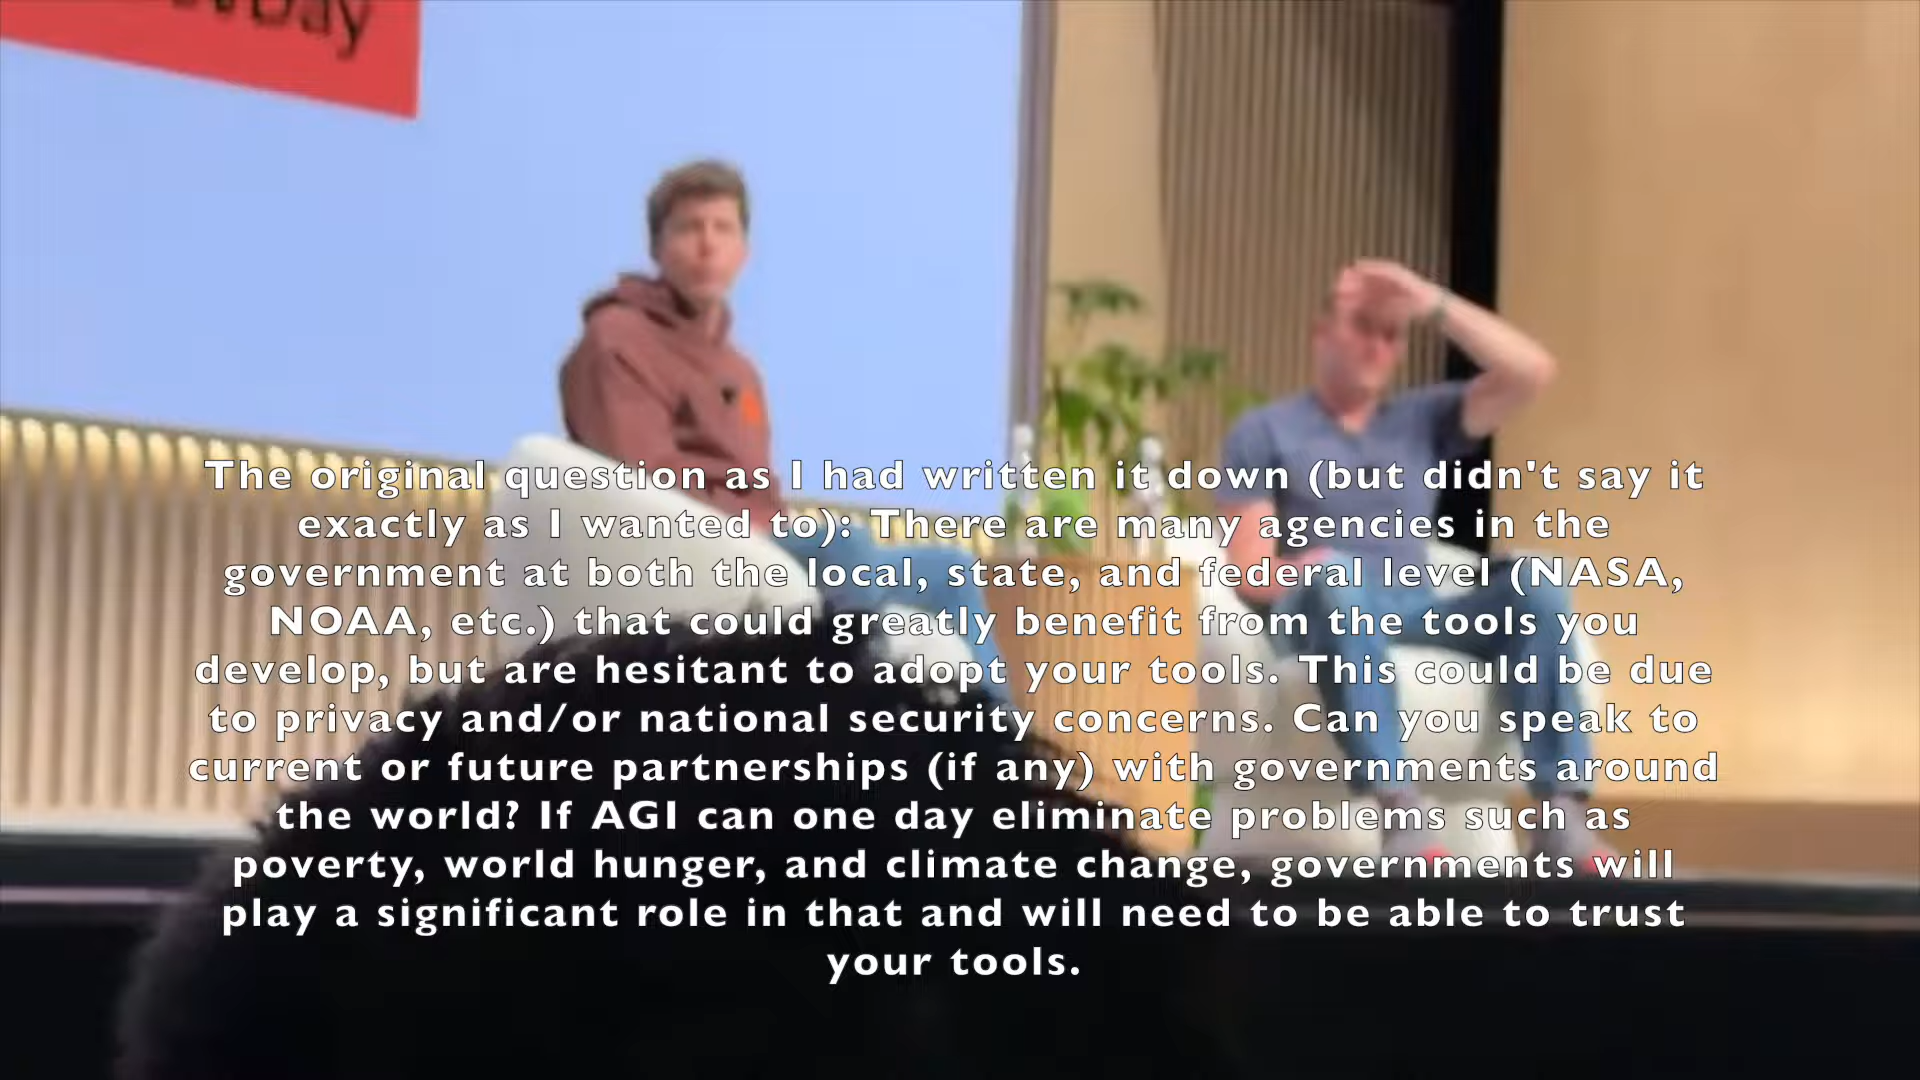 Day
The original question as I had written it down (but didn't say it
exactly as I wanted to): There are many agencies in the
government at both the local, state, and federal level (NASA,
NOAA, etc.) that could greatly benefit from the tools you
develop, but are hesitant to adopt your tools. This could be due
to privacy and/or national security concerns. Can you speak to
current or future partnerships (if any) with governments around
the world? If AGI can one day eliminate problems such as
poverty, world hunger, and climate change, governments will
play a significant role in that and will need to be able to trust
your tools.